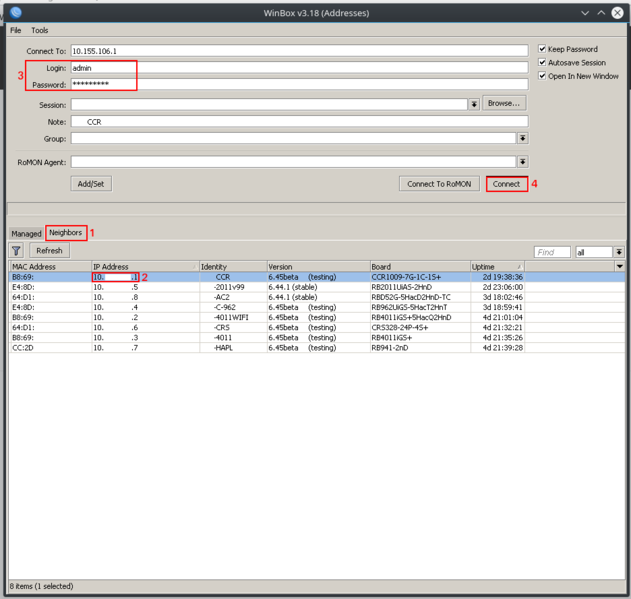 WinBox v3.18 (Addresses)
File Tools
Connect To: 10.155.106.1
Keep Password
3 Login: admin
Autosave Session
Password: *********
Open In New Window
Session: Browse...
Note: CCR
Group:
RoMON Agent:
Add/Set Connect To RoMON Connect 4
Managed Neighbors 1
Refresh Find all
MAC Address IP Address Identity Version Board Uptime
B8:69: 10. .1 2 CCR 6.45beta (testing) CCR1009-7G-1C-1S+ 2d 19:38:36
E4:8D: 10. .5 -2011v99 6.44.1 (stable) RB2011UiAS-2HnD 2d 23:06:00
64:D1: 10. .8 -AC2 6.44.1 (stable) RBD52G-5HacD2HnD-TC 3d 18:02:46
E4:8D: 10. .4 -C-962 6.45beta (testing) RB962UiGS-5HacT2HnT 3d 18:59:41
B8:69: 10. .2 -4011WIFI 6.45beta (testing) RB4011iGS+5HacQ2HnD 4d 21:01:04
64:D1: 10. .6 -CRS 6.45beta (testing) CRS328-24P-4S+ 4d 21:32:21
B8:69: 10. .3 -4011 6.45beta (testing) RB4011iGS+ 4d 21:35:26
CC:2D 10. .7 -HAPL 6.45beta (testing) RB941-2nD 4d 21:39:28
8 items (1 selected)